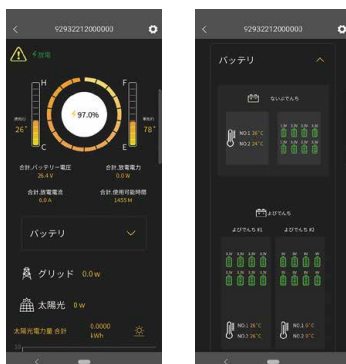 92932212000000
放電
H
F
97.0%
26°
78°
C
E
合計バッテリー電圧
合計放電電力
26.4 V
0.0 W
合計放電電流
合計使用可能時間
0.0 A
1455 M
バッテリ
グリッド 0.0 w
太陽光 0 w
太陽光電力量 合計
0.0000
kWh
92932212000000
バッテリ
ないぶでんち
NO.1 26°C
NO.2 24°C
よびでんち
よびでんち #1
よびでんち #2
NO.1 26°C
NO.2 26°C
NO.1 0°C
NO.2 0°C